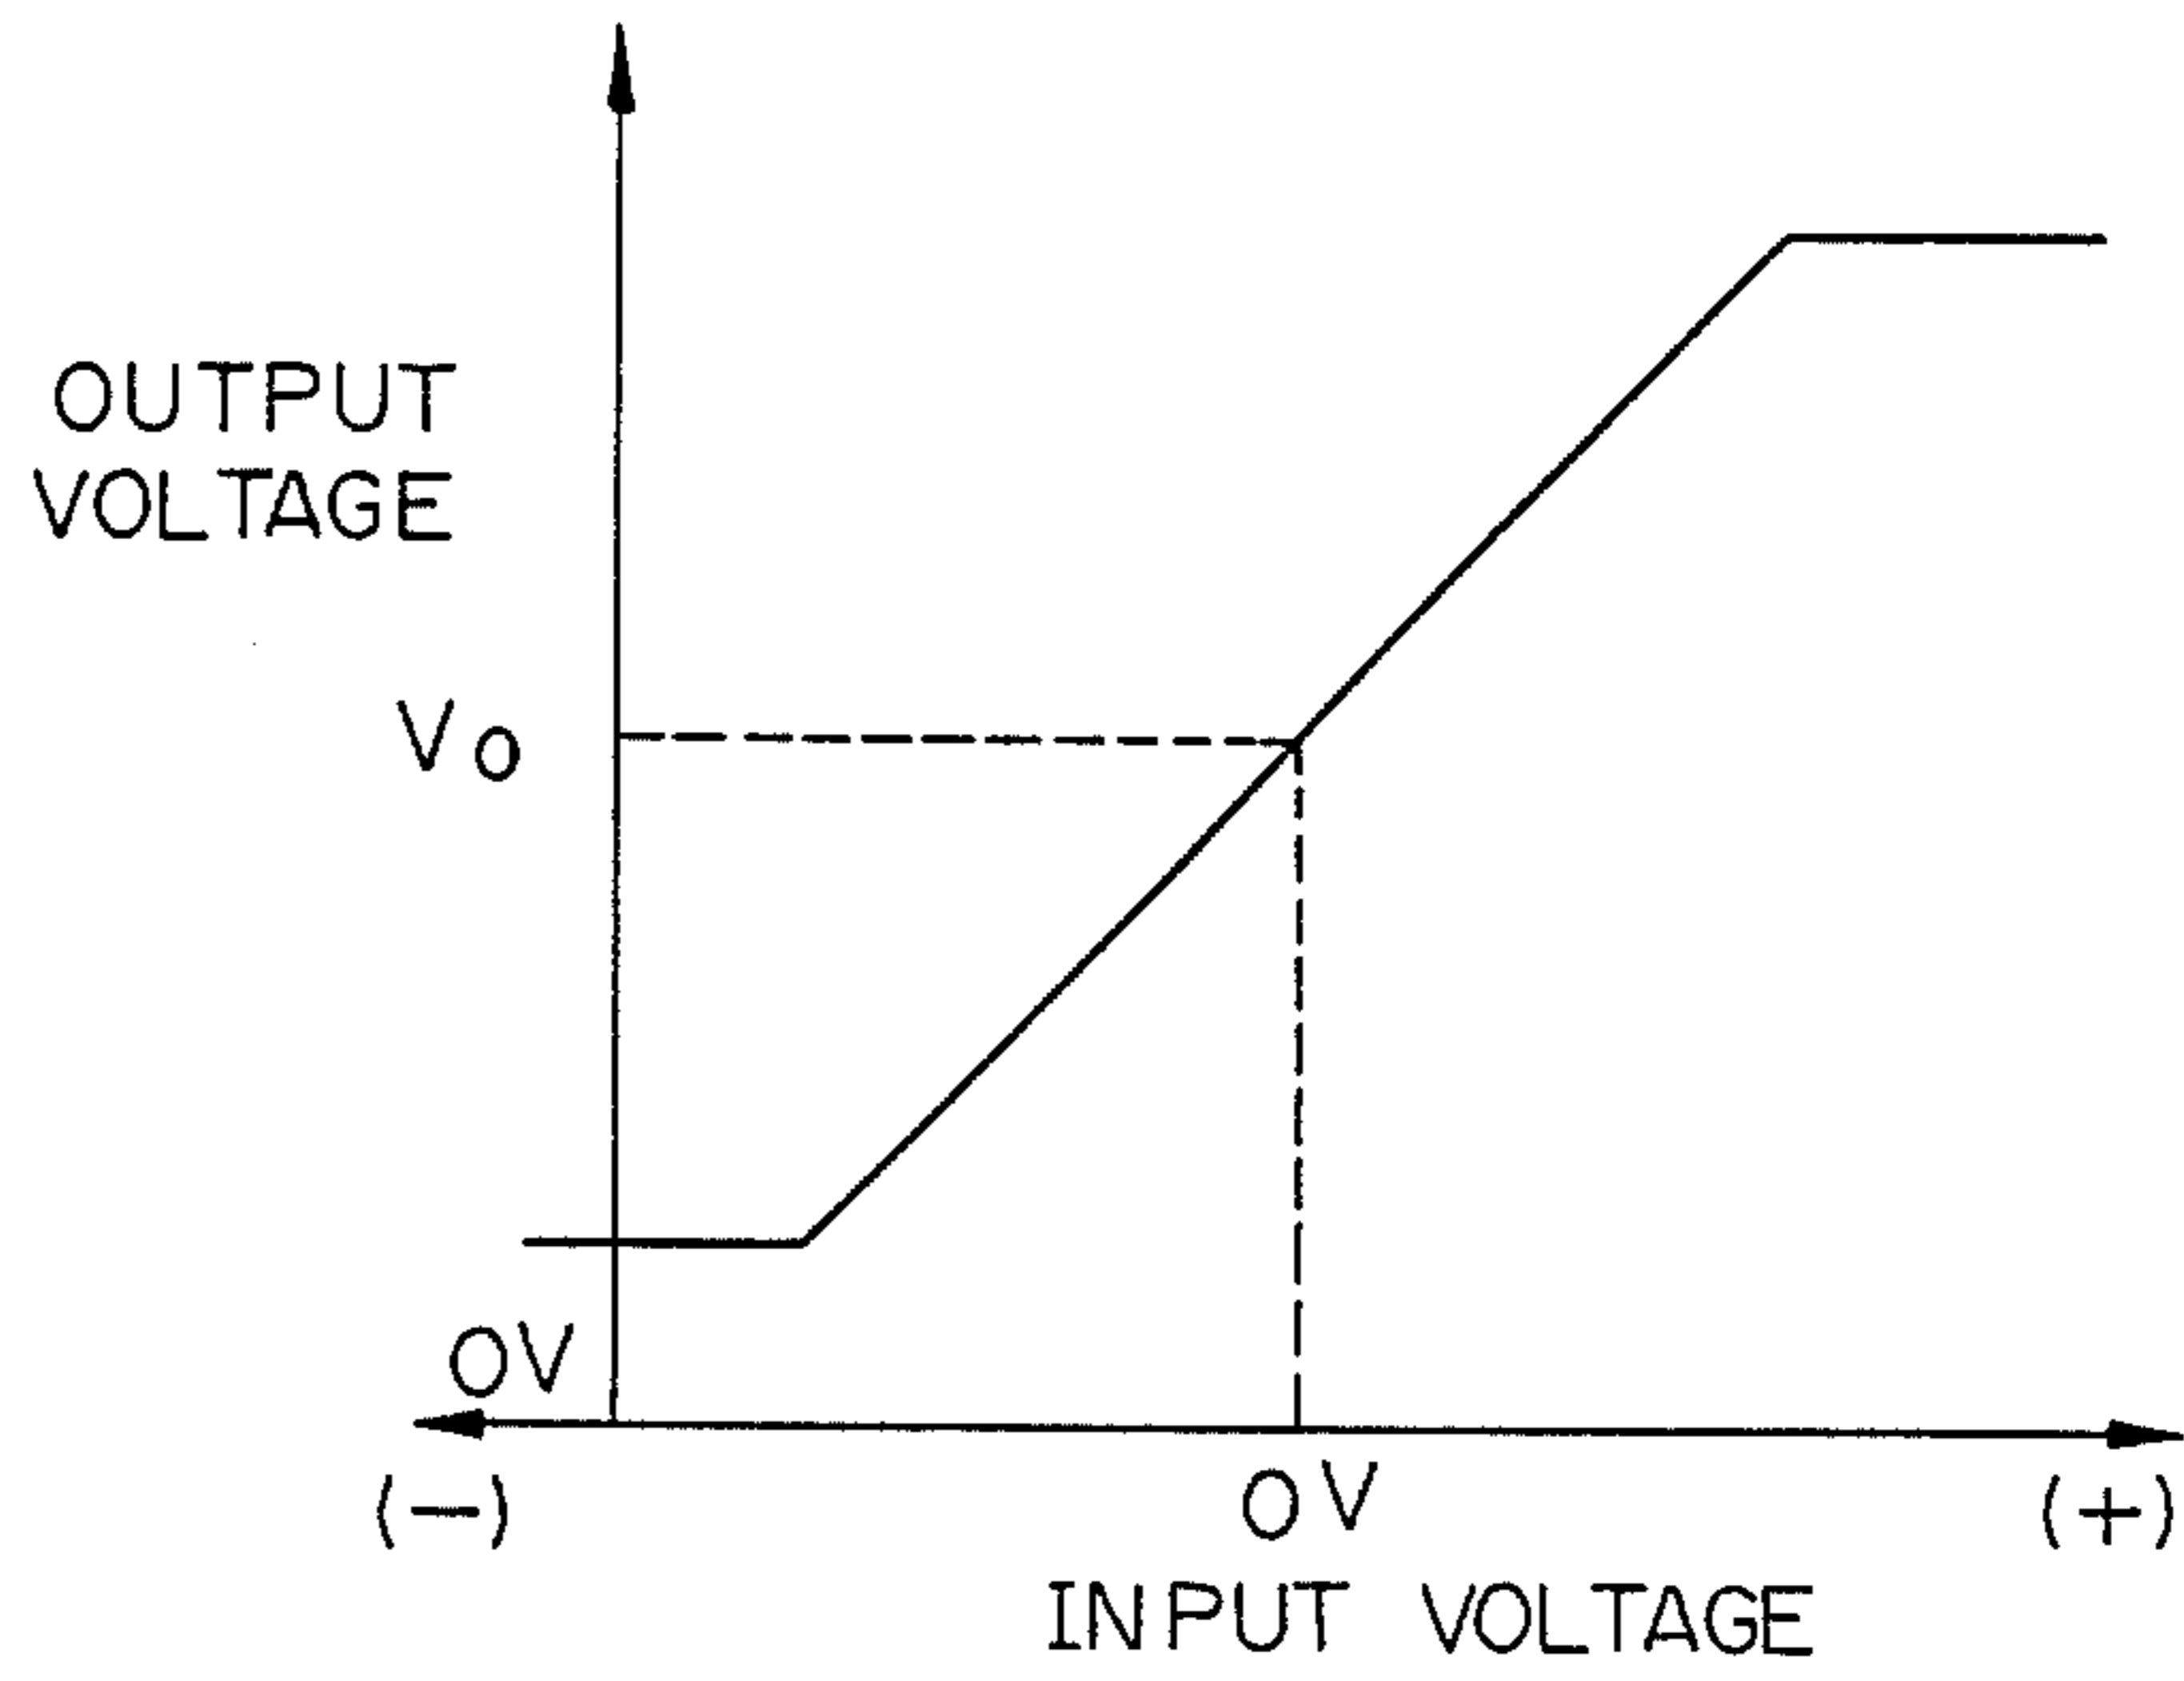 OUTPUT
VOLTAGE
Vo
OV
(-)
OV
(+)
INPUT VOLTAGE